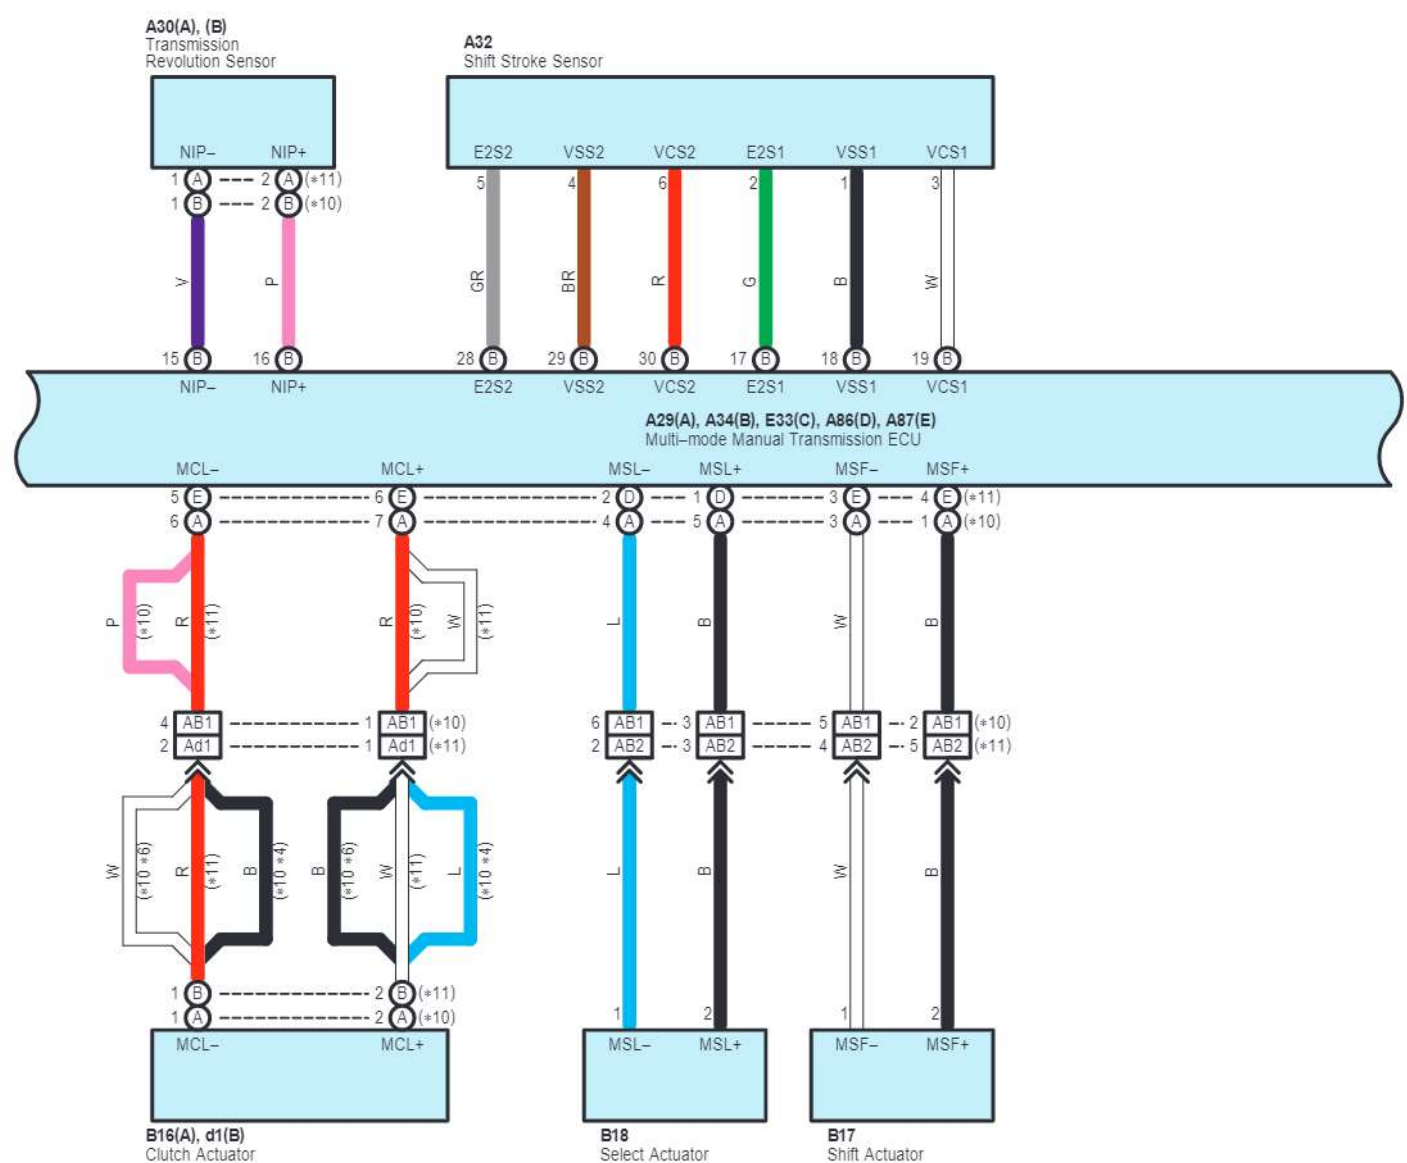 A30(A), (B)
Transmission
Revolution Sensor
A32
Shift Stroke Sensor
NIP– NIP+ E2S2 VSS2 VCS2 E2S1 VSS1 VCS1
1 A 2 A (*11) 5 4 6 2 1 3
1 B 2 B (*10)
V P GR BR R G B W
15 B 16 B 28 B 29 B 30 B 17 B 18 B 19 B
NIP– NIP+ E2S2 VSS2 VCS2 E2S1 VSS1 VCS1
A29(A), A34(B), E33(C), A86(D), A87(E)
Multi–mode Manual Transmission ECU
MCL– MCL+ MSL– MSL+ MSF– MSF+
5 E 6 E 2 D 1 D 3 E 4 E (*11)
6 A 7 A 4 A 5 A 3 A 1 A (*10)
P (*10) R (*11) R (*10) W (*11) L B W B
4 AB1 1 AB1 (*10) 6 AB1 3 AB1 5 AB1 2 AB1 (*10)
2 Ad1 1 Ad1 (*11) 2 AB2 3 AB2 4 AB2 5 AB2 (*11)
W (*10 *6) R (*11) B (*10 *4) B (*10 *6) W (*11) L (*10 *4) L B W B
1 B 2 B (*11)
1 A 2 A (*10) 1 2 1 2
MCL– MCL+ MSL– MSL+ MSF– MSF+
B16(A), d1(B)
Clutch Actuator
B18
Select Actuator
B17
Shift Actuator